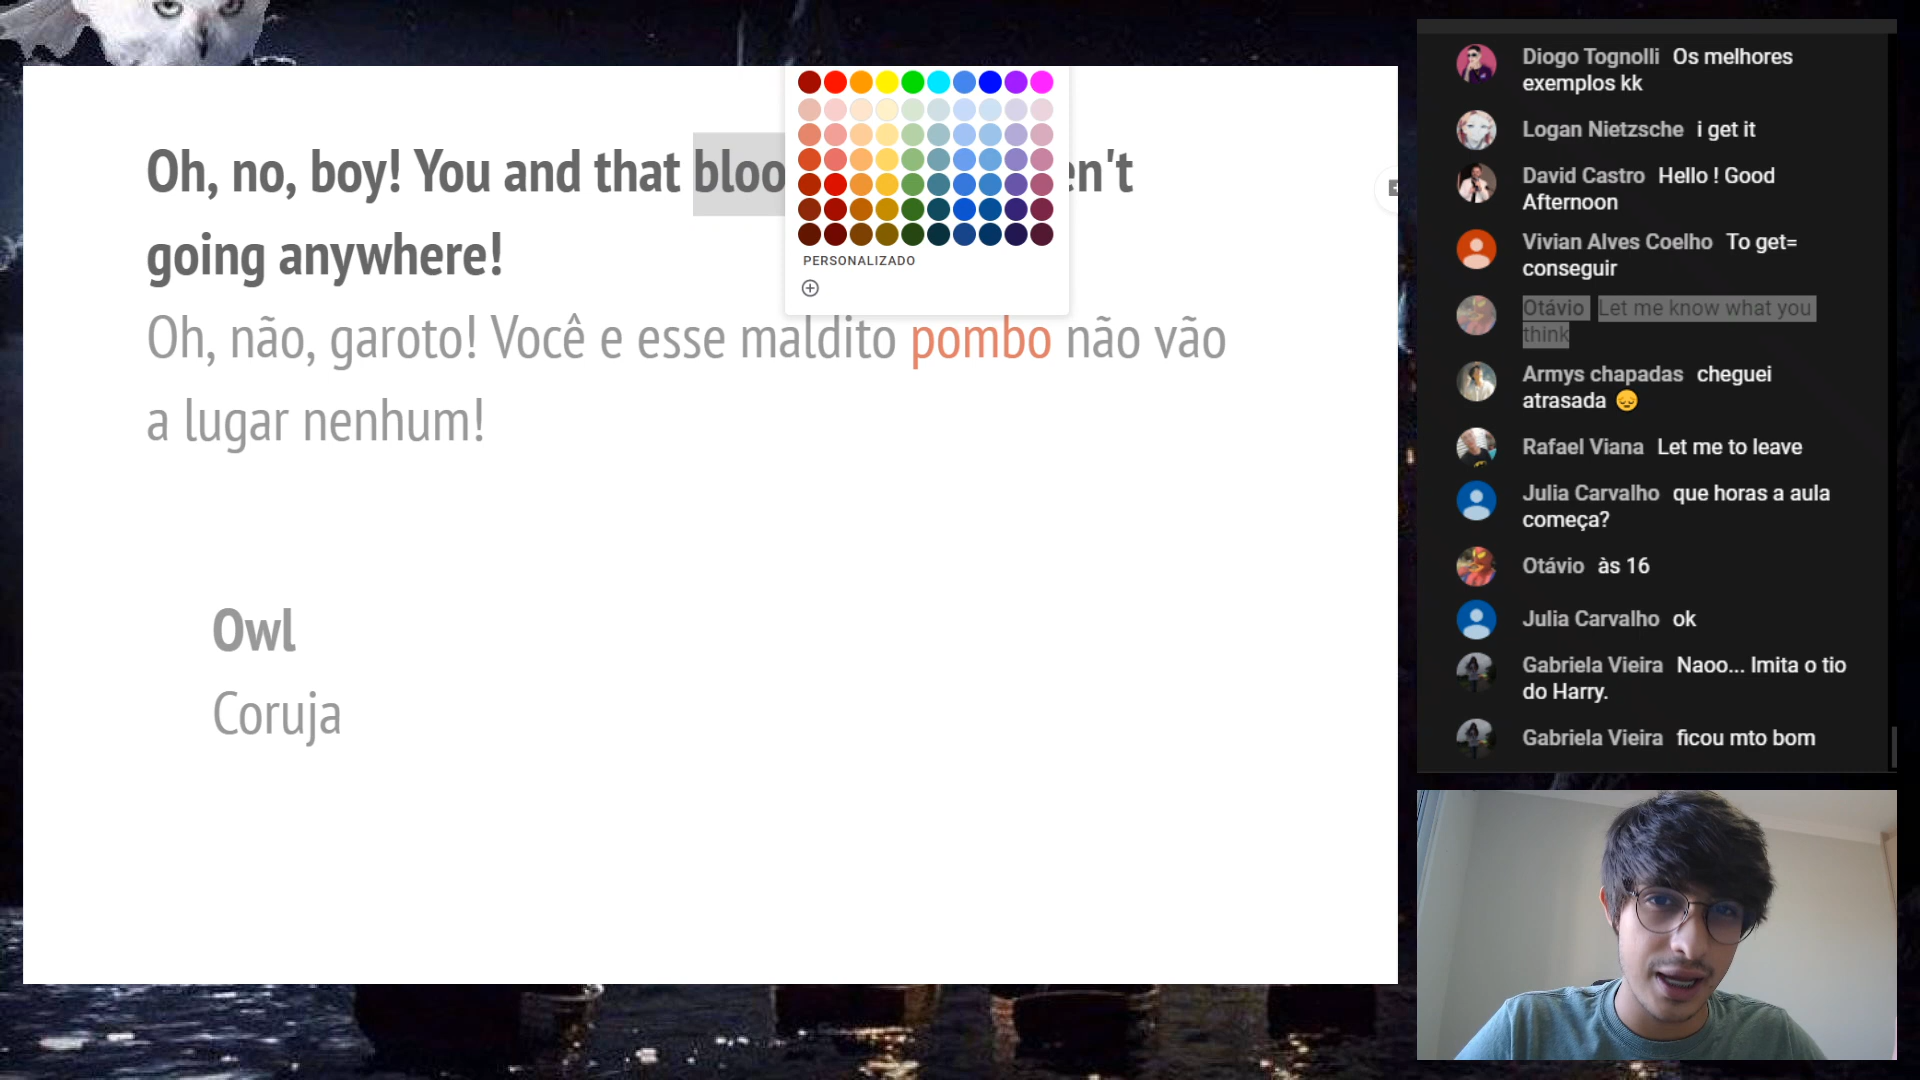 Oh, no, boy! You and that
going anywhere!
Oh, não, garoto! Você e esse maldito pombo não vão
a lugar nenhum!
Owl
Coruja
PERSONALIZADO
Diogo Tognolli Os melhores
exemplos kk
Logan Nietzsche i get it
David Castro Hello ! Good
Afternoon
Vivian Alves Coelho To get=
conseguir
Otávio Let me know what you
think
Armys chapadas cheguei
atrasada 😔
Rafael Viana Let me to leave
Julia Carvalho que horas a aula
começa?
Otávio às 16
Julia Carvalho ok
Gabriela Vieira Naoo... Imita o tio
do Harry.
Gabriela Vieira ficou mto bom